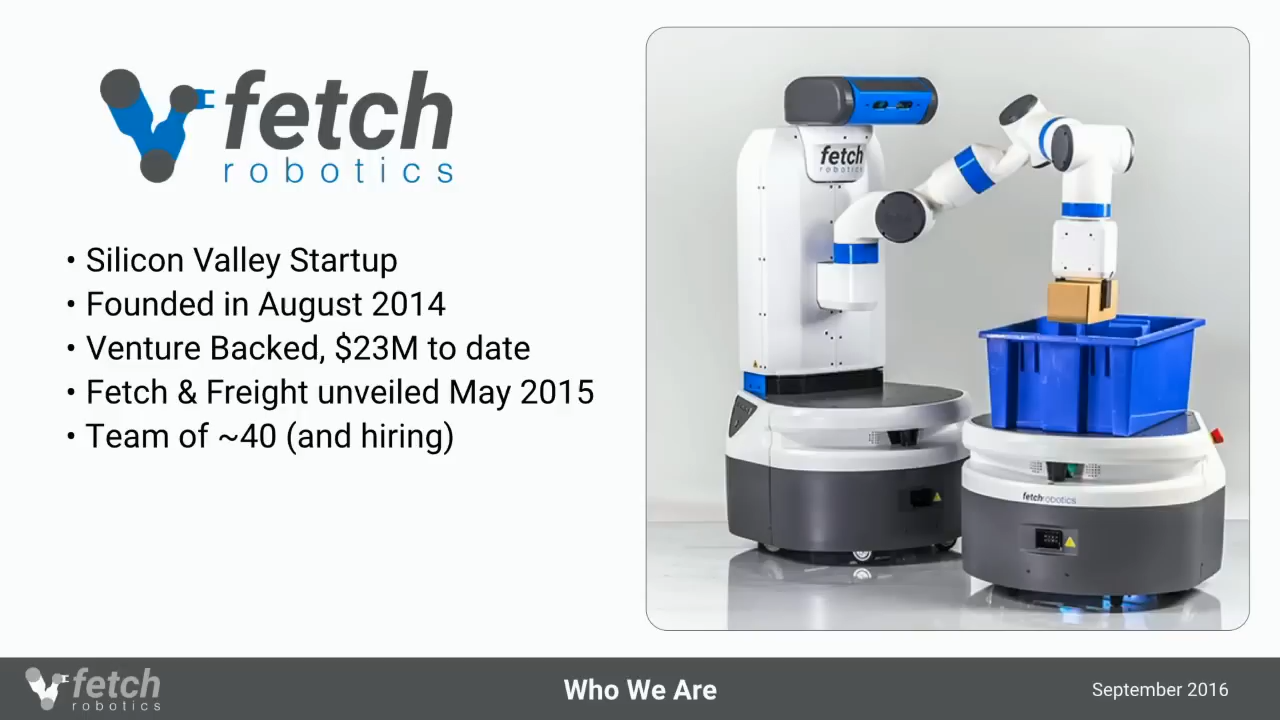 fetch
robotics
• Silicon Valley Startup
• Founded in August 2014
• Venture Backed, $23M to date
• Fetch & Freight unveiled May 2015
• Team of ~40 (and hiring)
fetch
robotics
fetchrobotics
fetch
robotics
Who We Are
September 2016